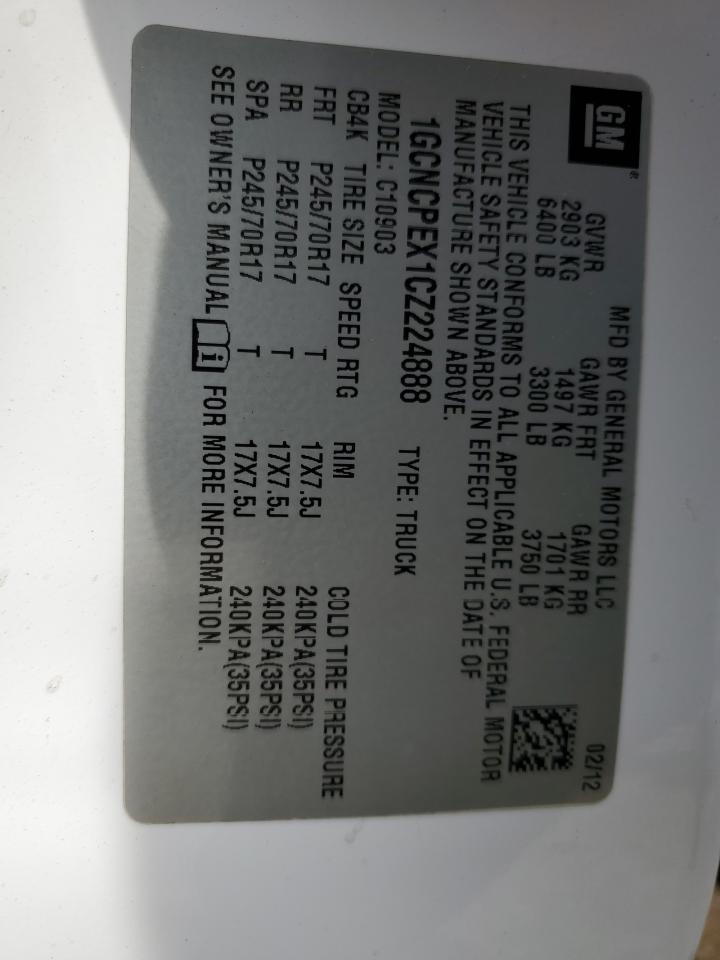 GM®
MFD BY GENERAL MOTORS LLC 02/12
GVWR GAWR FRT GAWR RR
2903 KG 1497 KG 1701 KG
6400 LB 3300 LB 3750 LB
THIS VEHICLE CONFORMS TO ALL APPLICABLE U.S. FEDERAL MOTOR
VEHICLE SAFETY STANDARDS IN EFFECT ON THE DATE OF
MANUFACTURE SHOWN ABOVE.
1GCNCPEX1CZ224888 TYPE: TRUCK
MODEL: C10903
CB4K TIRE SIZE SPEED RTG RIM COLD TIRE PRESSURE
FRT P245/70R17 T 17X7.5J 240KPA(35PSI)
RR P245/70R17 T 17X7.5J 240KPA(35PSI)
SPA P245/70R17 T 17X7.5J 240KPA(35PSI)
SEE OWNER'S MANUAL i FOR MORE INFORMATION.